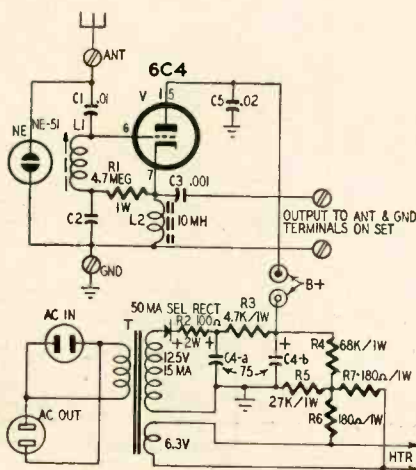 ANT
6C4
V 1 5
C1 .01
C5 .02
L1
NE
NE-51
6
R1
4.7 MEG
1W
7
C3 .001
C2
L2
10 MH
OUTPUT TO ANT & GND
TERMINALS ON SET
GND
B+
50 MA SEL RECT
R3
4.7K/1W
AC IN
T
R2 100Ω
+ 2W +
+
R4
68K/1W
125V
15 MA
C4-a
C4-b
75
R5
27K/1W
R7-180Ω/1W
R6
180Ω/1W
AC OUT
6.3V
HTR